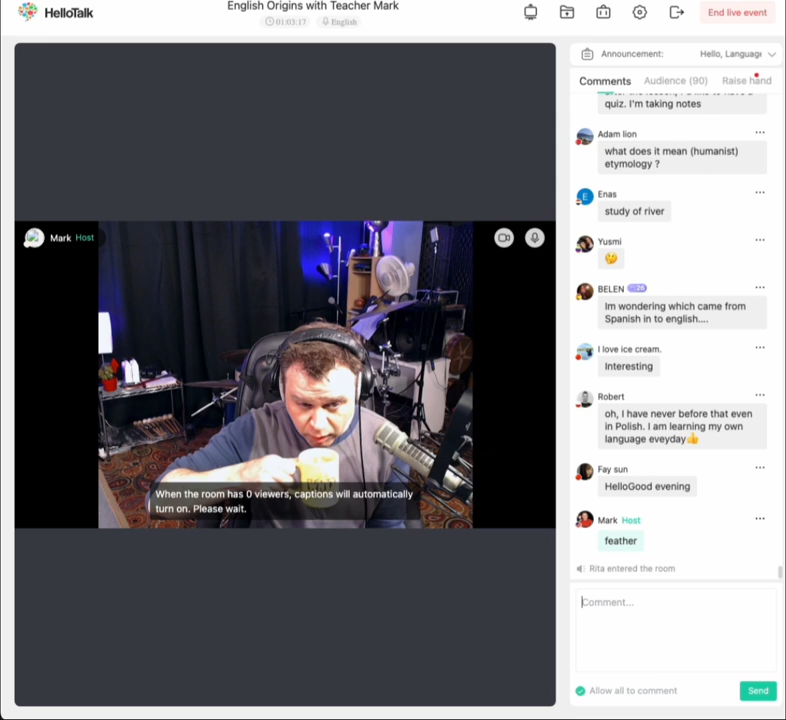 HelloTalk
English Origins with Teacher Mark
01:03:17
English
End live event
Announcement:
Hello, Languag
Comments
Audience (90)
Raise hand
quiz. I'm taking notes
Adam lion
what does it mean (humanist)
etymology ?
Enas
E
study of river
Yusmi
🤔
BELEN
26
Im wondering which came from
Spanish in to english....
I love ice cream.
Interesting
Robert
oh, I have never before that even
in Polish. I am learning my own
language eveyday👍
Fay sun
HelloGood evening
Mark Host
feather
Rita entered the room
Comment...
Allow all to comment
Send
Mark Host
When the room has 0 viewers, captions will automatically
turn on. Please wait.